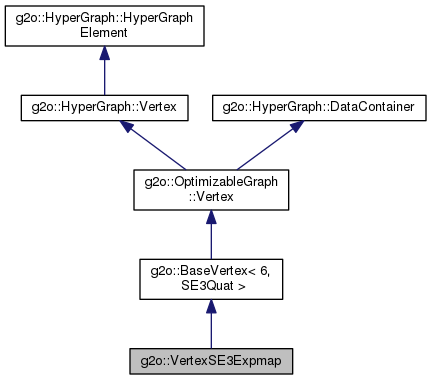 g2o::HyperGraph::HyperGraph
Element
g2o::HyperGraph::Vertex
g2o::HyperGraph::DataContainer
g2o::OptimizableGraph
::Vertex
g2o::BaseVertex< 6,
SE3Quat >
g2o::VertexSE3Expmap